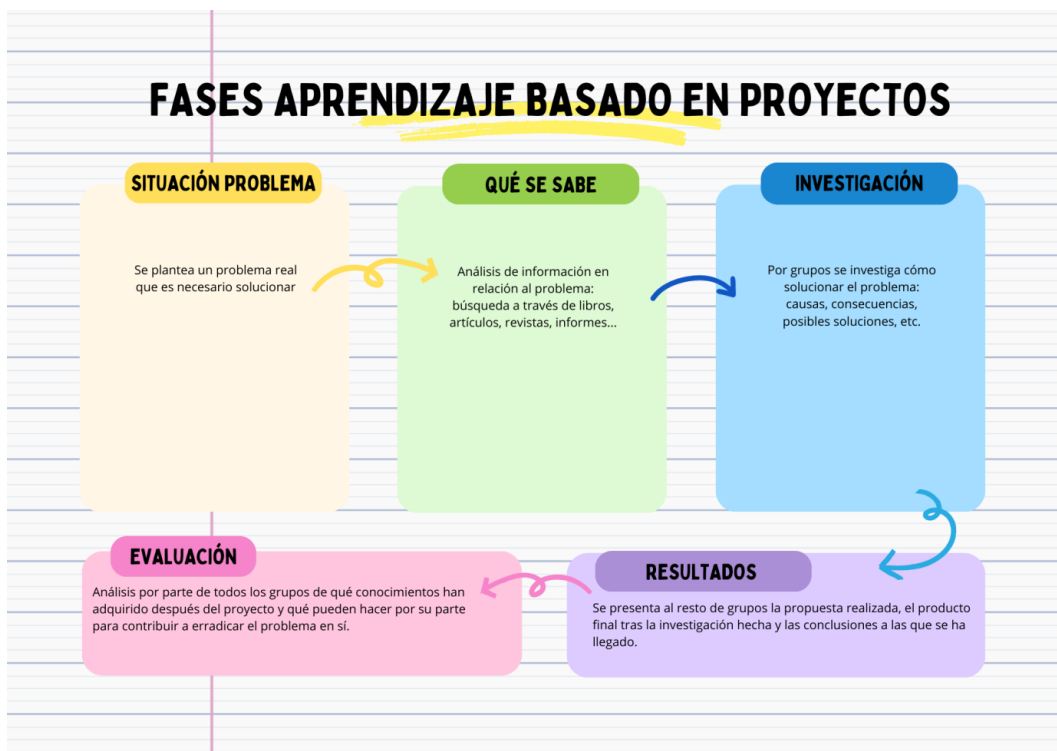 FASES APRENDIZAJE BASADO EN PROYECTOS
SITUACIÓN PROBLEMA
Se plantea un problema real
que es necesario solucionar
QUÉ SE SABE
Análisis de información en
relación al problema:
búsqueda a través de libros,
artículos, revistas, informes...
INVESTIGACIÓN
Por grupos se investiga cómo
solucionar el problema:
causas, consecuencias,
posibles soluciones, etc.
RESULTADOS
Se presenta al resto de grupos la propuesta realizada, el producto
final tras la investigación hecha y las conclusiones a las que se ha
llegado.
EVALUACIÓN
Análisis por parte de todos los grupos de qué conocimientos han
adquirido después del proyecto y qué pueden hacer por su parte
para contribuir a erradicar el problema en sí.